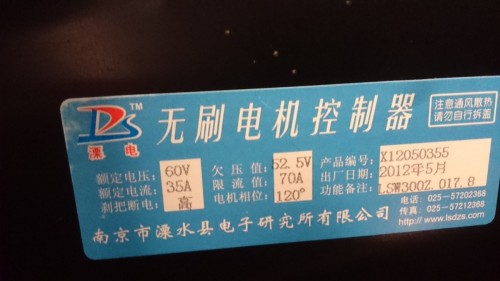 DS™
溧电
无刷电机控制器
注意通风散热
请勿自行拆盖
额定电压: 60V 欠压值: 52.5V 产品编号: X12050355
额定电流: 35A 限流值: 70A 出厂日期: 2012年5月
刹把断电: 高 电机相位: 120° 功能备注: LSW300Z 017 8
南京市溧水县电子研究所有限公司
电话: 025-57202368
传真: 025-57212368
http://www.lsdzs.com